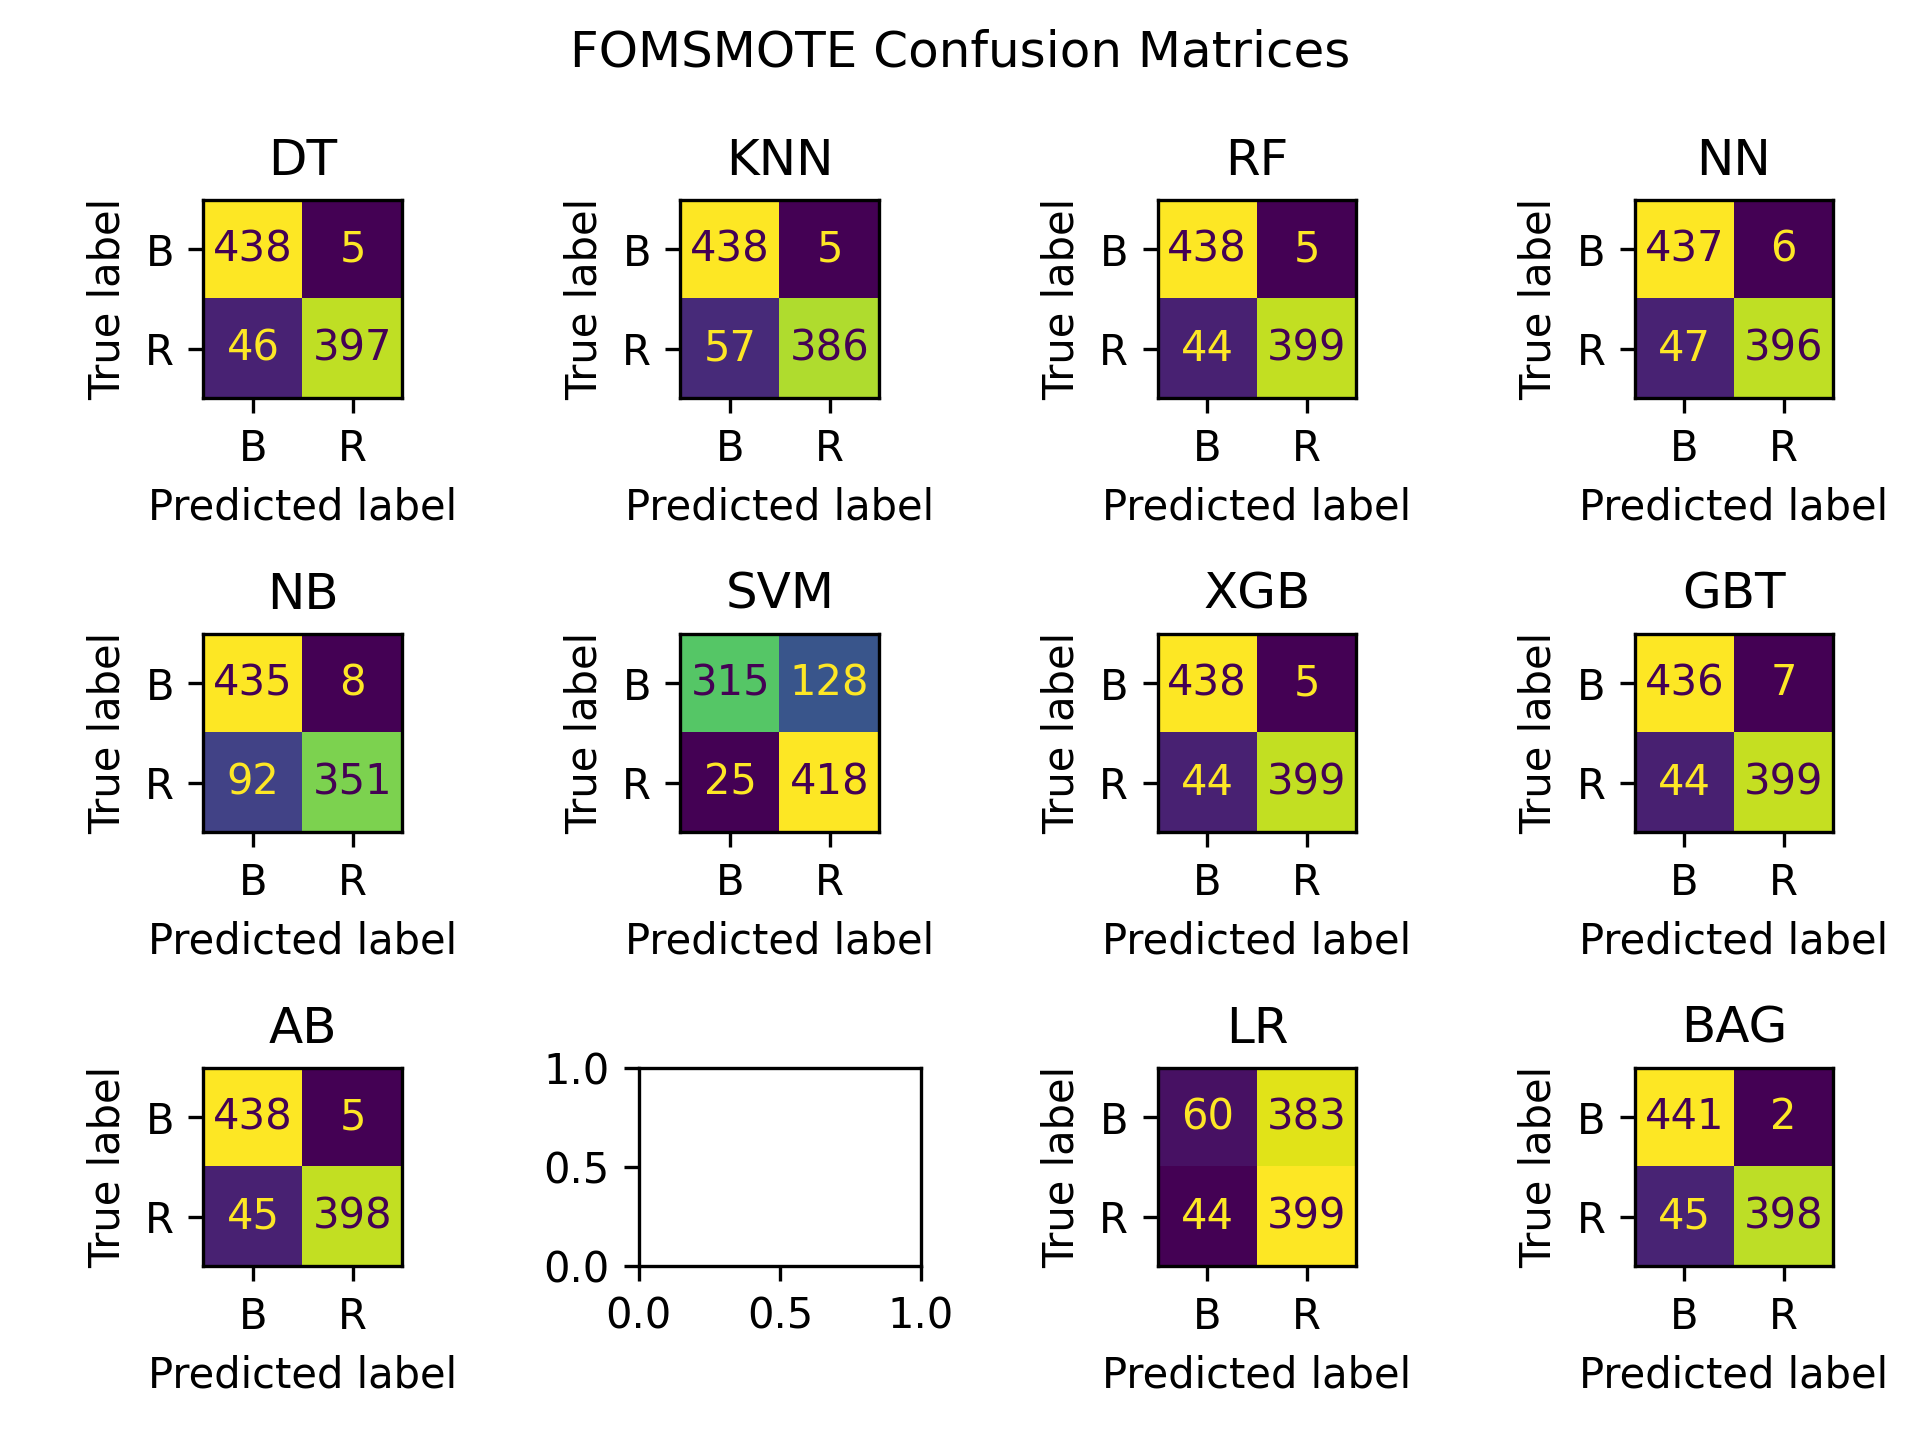 FOMSMOTE Confusion Matrices
DT
True label
B
438 5
R
46 397
B R
Predicted label
KNN
True label
B
438 5
R
57 386
B R
Predicted label
RF
True label
B
438 5
R
44 399
B R
Predicted label
NN
True label
B
437 6
R
47 396
B R
Predicted label
NB
True label
B
435 8
R
92 351
B R
Predicted label
SVM
True label
B
315 128
R
25 418
B R
Predicted label
XGB
True label
B
438 5
R
44 399
B R
Predicted label
GBT
True label
B
436 7
R
44 399
B R
Predicted label
AB
True label
B
438 5
R
45 398
B R
Predicted label
1.0
0.5
0.0
0.0 0.5 1.0
LR
True label
B
60 383
R
44 399
B R
Predicted label
BAG
True label
B
441 2
R
45 398
B R
Predicted label